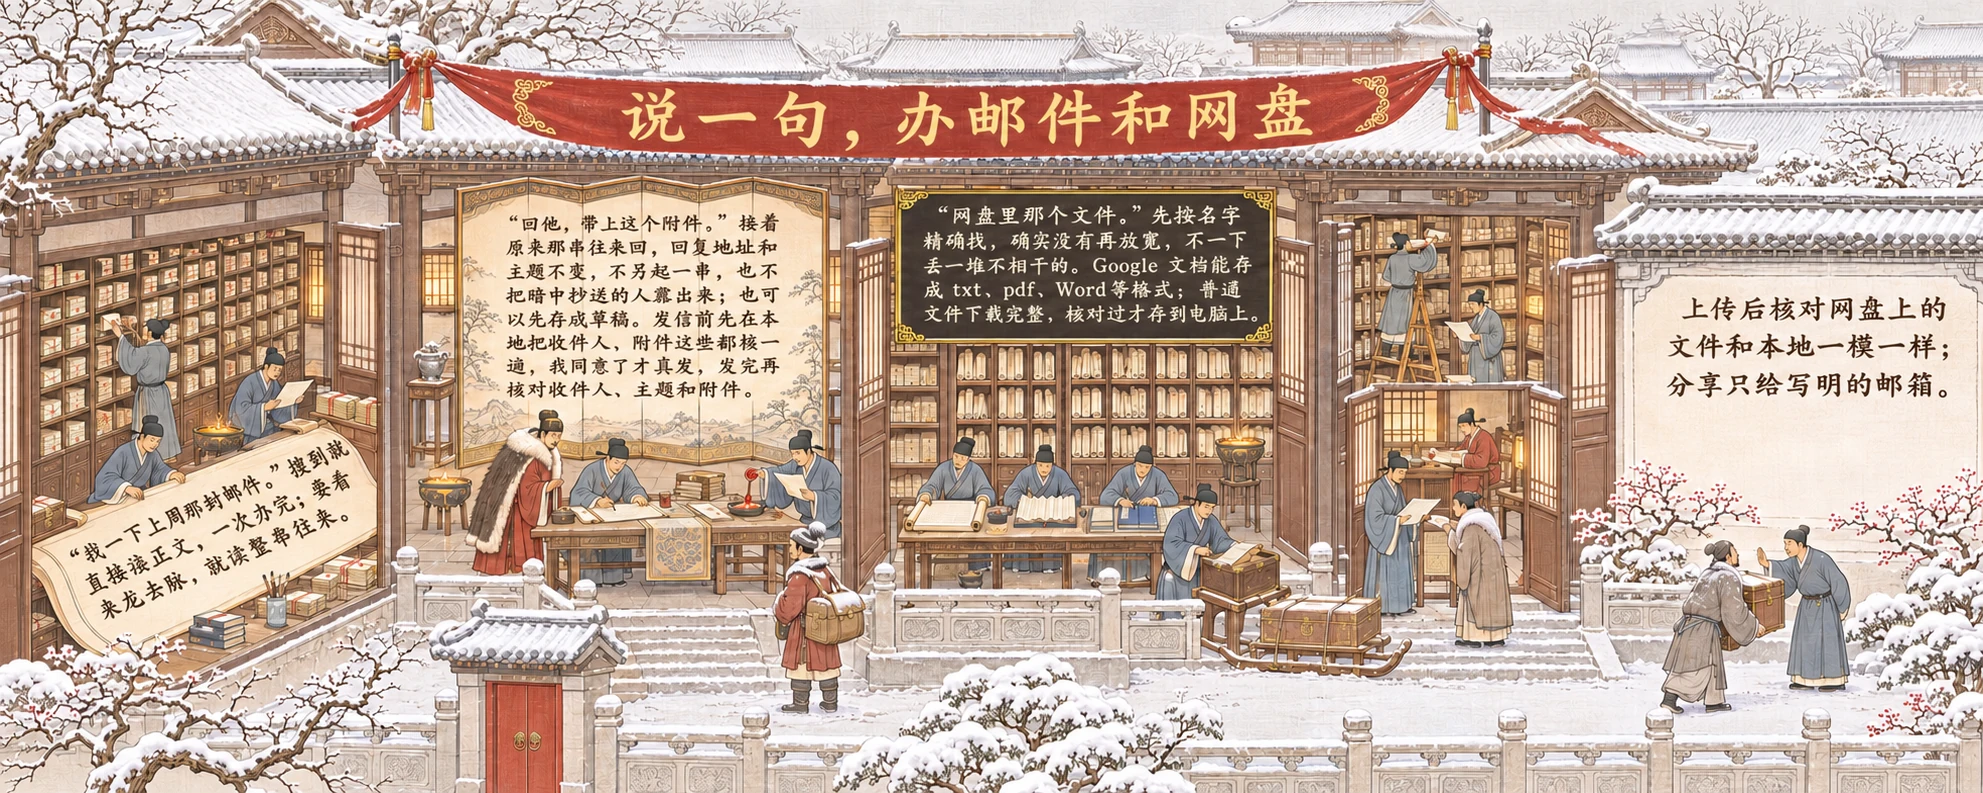 说一句，办邮件和网盘
“找一下上周那封邮件。”搜到就
直接读正文，一次办完；要看
来龙去脉，就读整串往来。
“回他，带上这个附件。”接着
原来那串往来回，回复地址和
主题不变，不另起一串，也不
把暗中抄送的人露出来；也可
以先存成草稿。发信前先在本
地把收件人、附件这些都核一
遍，我同意了才真发，发完再
核对收件人、主题和附件。
“网盘里那个文件。”先按名字
精确找，确实没有再放宽，不一下
丢一堆不相干的。Google 文档能存
成 txt、pdf、Word等格式；普通
文件下载完整，核对过才存到电脑上。
上传后核对网盘上的
文件和本地一模一样；
分享只给写明的邮箱。